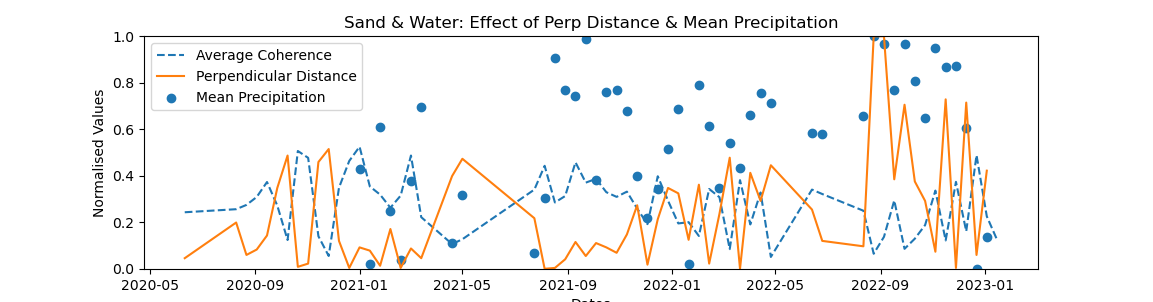 Sand & Water: Effect of Perp Distance & Mean Precipitation
Normalised Values
1.0
0.8
0.6
0.4
0.2
0.0
Average Coherence
Perpendicular Distance
Mean Precipitation
2020-05 2020-09 2021-01 2021-05 2021-09 2022-01 2022-05 2022-09 2023-01
Dates